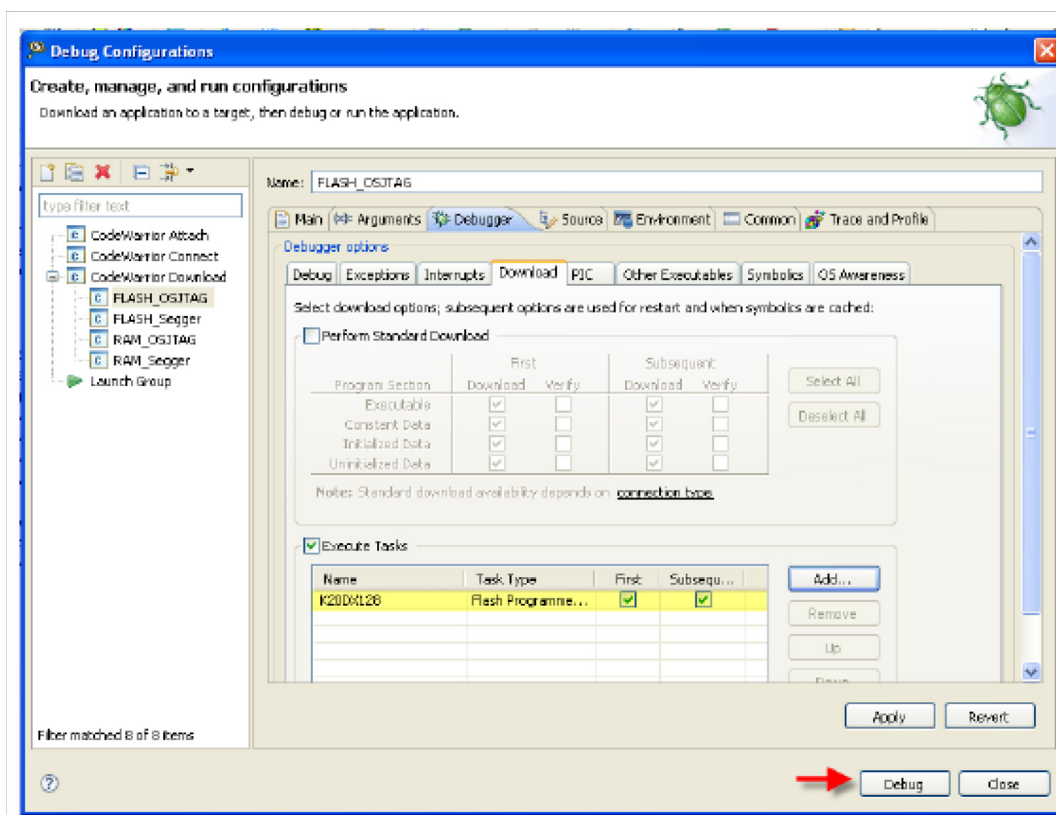 Debug Configurations
Create, manage, and run configurations
Download an application to a target, then debug or run the application.
type filter text
CodeWarrior Attach
CodeWarrior Connect
CodeWarrior Download
FLASH_OSJTAG
FLASH_Segger
RAM_OSJTAG
RAM_Segger
Launch Group
Filter matched 8 of 8 items
Name: FLASH_OSJTAG
Main Arguments Debugger Source Environment Common Trace and Profile
Debugger options
Debug Exceptions Interrupts Download PIC Other Executables Symbolics OS Awareness
Select download options; subsequent options are used for restart and when symbolics are cached:
Perform Standard Download
First Subsequent
Program Section Download Verify Download Verify
Executable
Constant Data
Initialized Data
Uninitialized Data
Select All
Deselect All
Note: Standard download availability depends on connection type.
Execute Tasks
Name Task Type First Subsequ...
K20DX128 Flash Programme...
Add...
Remove
Up
Down
Apply Revert
Debug Close